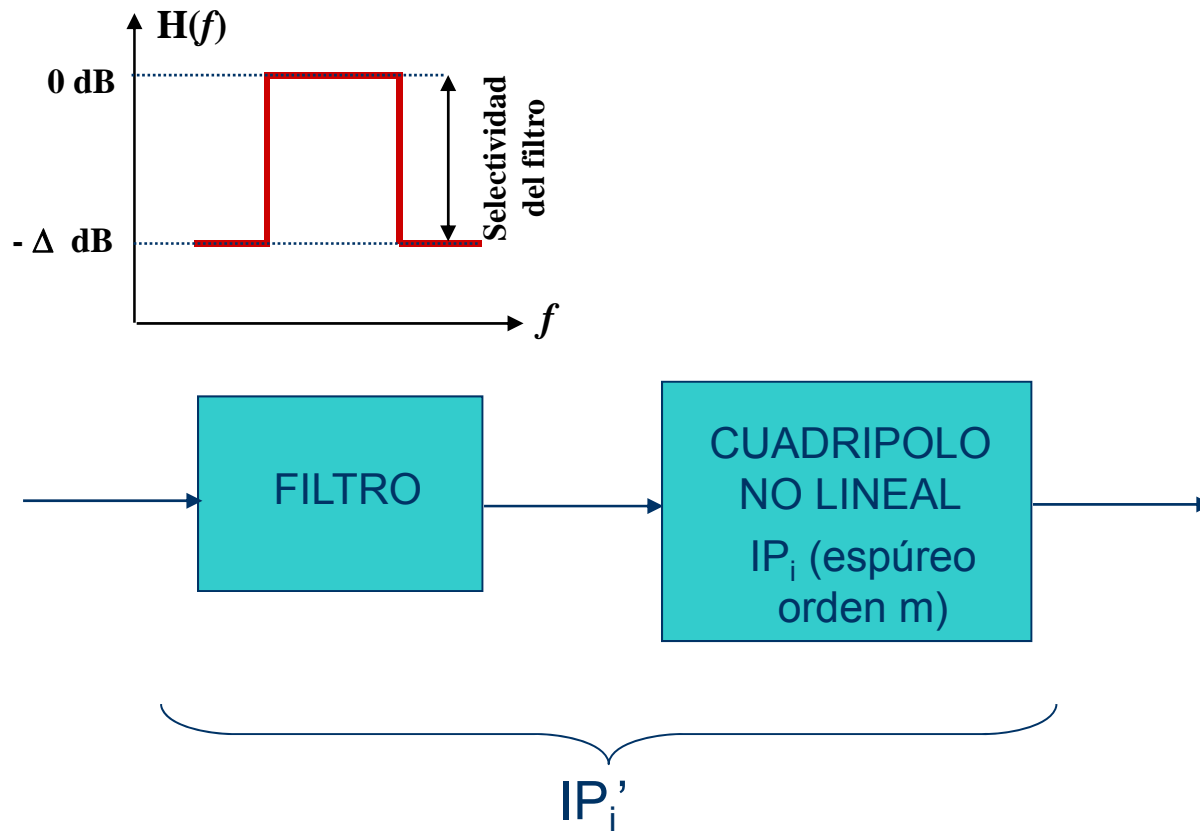 H(f)
0 dB
Selectividad
del filtro
- Δ dB
f
FILTRO
CUADRIPOLO
NO LINEAL
IPi (espúreo
orden m)
IPi’